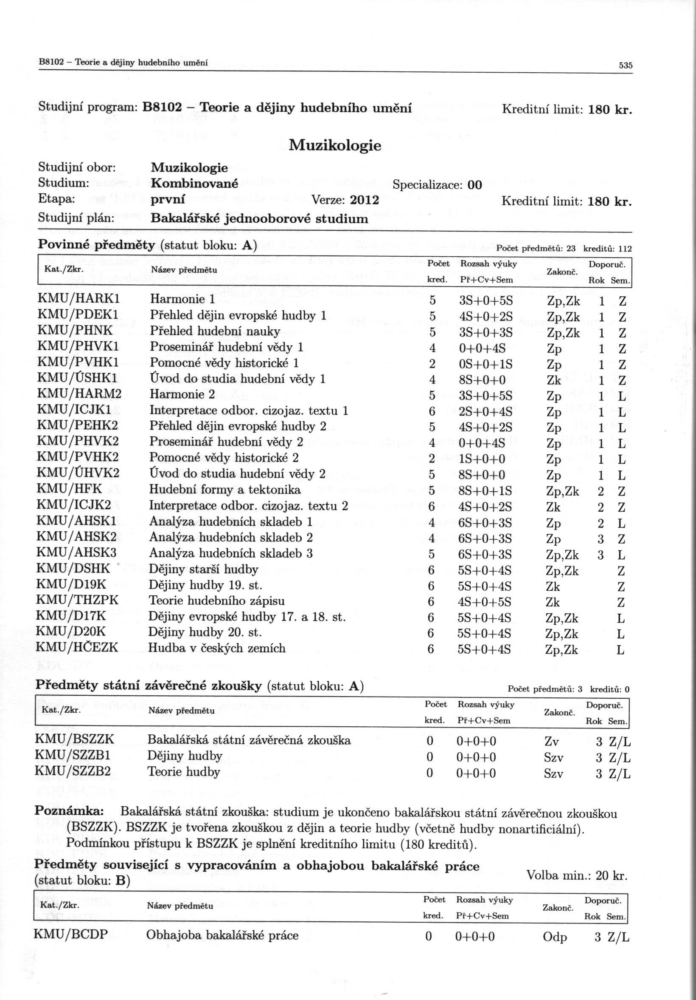 B8102 – Teorie a dějiny hudebního umění 535
Studijní program: B8102 – Teorie a dějiny hudebního umění Kreditní limit: 180 kr.
Muzikologie
Studijní obor: Muzikologie
Studium: Kombinované Specializace: 00
Etapa: první Verze: 2012 Kreditní limit: 180 kr.
Studijní plán: Bakalářské jednooborové studium
Povinné předměty (statut bloku: A) Počet předmětů: 23 kreditů: 112
Kat./Zkr. Název předmětu Počet Rozsah výuky Zakonč. Doporuč.
kred. Př+Cv+Sem Rok Sem.
KMU/HARK1 Harmonie 1 5 3S+0+5S Zp,Zk 1 Z
KMU/PDEK1 Přehled dějin evropské hudby 1 5 4S+0+2S Zp,Zk 1 Z
KMU/PHNK Přehled hudební nauky 5 3S+0+3S Zp,Zk 1 Z
KMU/PHVK1 Proseminář hudební vědy 1 4 0+0+4S Zp 1 Z
KMU/PVHK1 Pomocné vědy historické 1 2 0S+0+1S Zp 1 Z
KMU/ÚSHK1 Úvod do studia hudební vědy 1 4 8S+0+0 Zk 1 Z
KMU/HARM2 Harmonie 2 5 3S+0+5S Zp 1 L
KMU/ICJK1 Interpretace odbor. cizojaz. textu 1 6 2S+0+4S Zp 1 L
KMU/PEHK2 Přehled dějin evropské hudby 2 5 4S+0+2S Zp 1 L
KMU/PHVK2 Proseminář hudební vědy 2 4 0+0+4S Zp 1 L
KMU/PVHK2 Pomocné vědy historické 2 2 1S+0+0 Zp 1 L
KMU/ÚHVK2 Úvod do studia hudební vědy 2 5 8S+0+0 Zp 1 L
KMU/HFK Hudební formy a tektonika 5 8S+0+1S Zp,Zk 2 Z
KMU/ICJK2 Interpretace odbor. cizojaz. textu 2 6 4S+0+2S Zk 2 Z
KMU/AHSK1 Analýza hudebních skladeb 1 4 6S+0+3S Zp 2 L
KMU/AHSK2 Analýza hudebních skladeb 2 4 6S+0+3S Zp 3 Z
KMU/AHSK3 Analýza hudebních skladeb 3 5 6S+0+3S Zp,Zk 3 L
KMU/DSHK Dějiny starší hudby 6 5S+0+4S Zp,Zk Z
KMU/D19K Dějiny hudby 19. st. 6 5S+0+4S Zk Z
KMU/THZPK Teorie hudebního zápisu 6 4S+0+5S Zk Z
KMU/D17K Dějiny evropské hudby 17. a 18. st. 6 5S+0+4S Zp,Zk L
KMU/D20K Dějiny hudby 20. st. 6 5S+0+4S Zp,Zk L
KMU/HČEZK Hudba v českých zemích 6 5S+0+4S Zp,Zk L
Předměty státní závěrečné zkoušky (statut bloku: A) Počet předmětů: 3 kreditů: 0
Kat./Zkr. Název předmětu Počet Rozsah výuky Zakonč. Doporuč.
kred. Př+Cv+Sem Rok Sem.
KMU/BSZZK Bakalářská státní závěrečná zkouška 0 0+0+0 Zv 3 Z/L
KMU/SZZB1 Dějiny hudby 0 0+0+0 Szv 3 Z/L
KMU/SZZB2 Teorie hudby 0 0+0+0 Szv 3 Z/L
Poznámka: Bakalářská státní zkouška: studium je ukončeno bakalářskou státní závěrečnou zkouškou
(BSZZK). BSZZK je tvořena zkouškou z dějin a teorie hudby (včetně hudby nonartificiální).
Podmínkou přístupu k BSZZK je splnění kreditního limitu (180 kreditů).
Předměty související s vypracováním a obhajobou bakalářské práce
(statut bloku: B) Volba min.: 20 kr.
Kat./Zkr. Název předmětu Počet Rozsah výuky Zakonč. Doporuč.
kred. Př+Cv+Sem Rok Sem.
KMU/BCDP Obhajoba bakalářské práce 0 0+0+0 Odp 3 Z/L